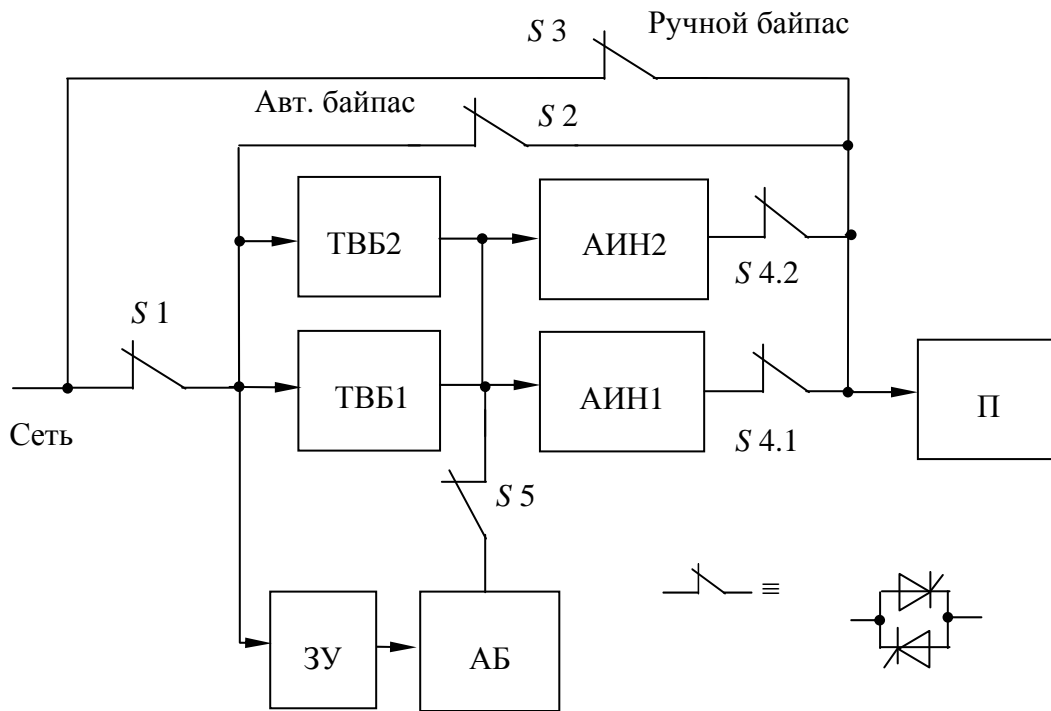 S 3
Ручной байпас
Авт. байпас
S 2
ТВБ2
АИН2
S 4.2
S 1
ТВБ1
АИН1
П
Сеть
S 4.1
S 5
≡
ЗУ
АБ